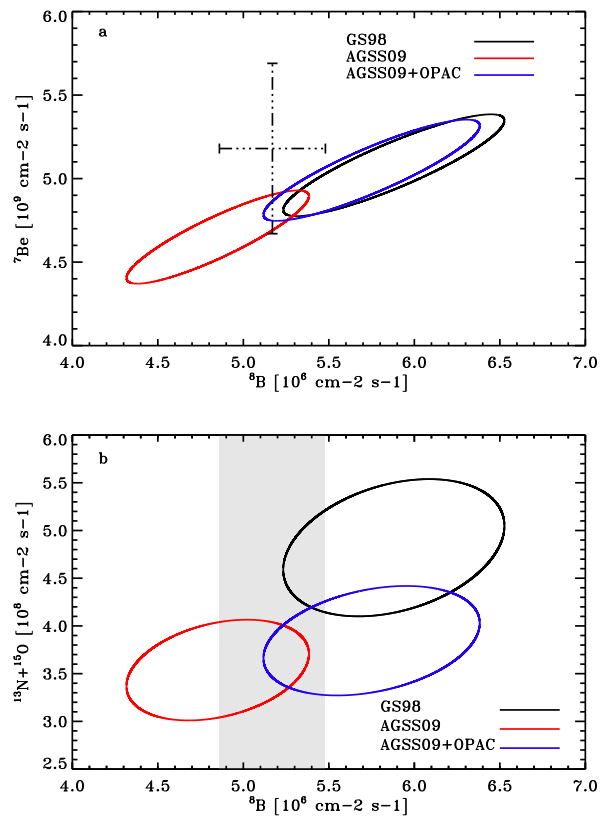 a
GS98
AGSS09
AGSS09+OPAC
6.0
5.5
5.0
4.5
4.0
⁷Be [10⁹ cm−2 s−1]
4.0 4.5 5.0 5.5 6.0 6.5 7.0
⁸B [10⁶ cm−2 s−1]
b
6.0
5.5
5.0
4.5
4.0
3.5
3.0
2.5
¹³N+¹⁵O [10⁸ cm−2 s−1]
GS98
AGSS09
AGSS09+OPAC
4.0 4.5 5.0 5.5 6.0 6.5 7.0
⁸B [10⁶ cm−2 s−1]